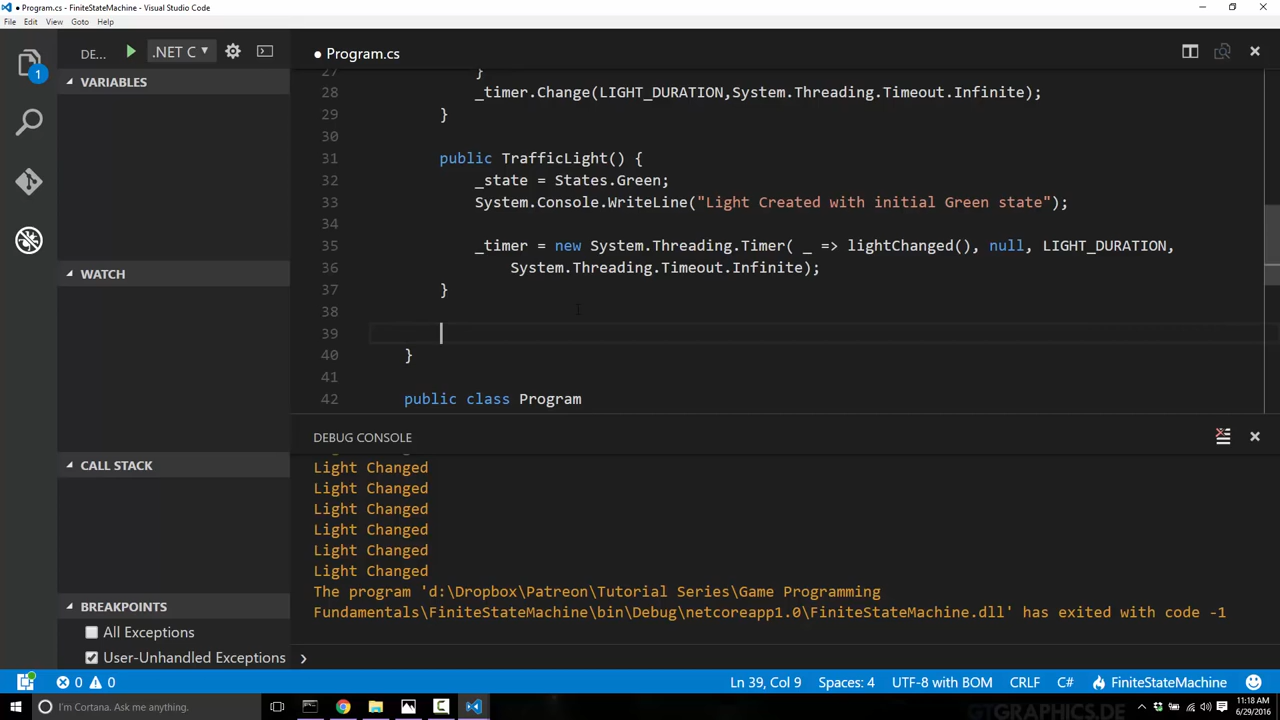 ● Program.cs - FiniteStateMachine - Visual Studio Code
File Edit View Goto Help
DE... .NET C
● Program.cs
1
VARIABLES
WATCH
CALL STACK
BREAKPOINTS
All Exceptions
User-Unhandled Exceptions
27 }
28 _timer.Change(LIGHT_DURATION,System.Threading.Timeout.Infinite);
29 }
30
31 public TrafficLight() {
32 _state = States.Green;
33 System.Console.WriteLine("Light Created with initial Green state");
34
35 _timer = new System.Threading.Timer( _ => lightChanged(), null, LIGHT_DURATION,
36 System.Threading.Timeout.Infinite);
37 }
38
39
40 }
41
42 public class Program
DEBUG CONSOLE
Light Changed
Light Changed
Light Changed
Light Changed
Light Changed
Light Changed
The program 'd:\Dropbox\Patreon\Tutorial Series\Game Programming
Fundamentals\FiniteStateMachine\bin\Debug\netcoreapp1.0\FiniteStateMachine.dll' has exited with code -1
0 0 Ln 39, Col 9 Spaces: 4 UTF-8 with BOM CRLF C# FiniteStateMachine
I'm Cortana. Ask me anything.
GTGRAPHICS.DE
11:18 AM
6/29/2016